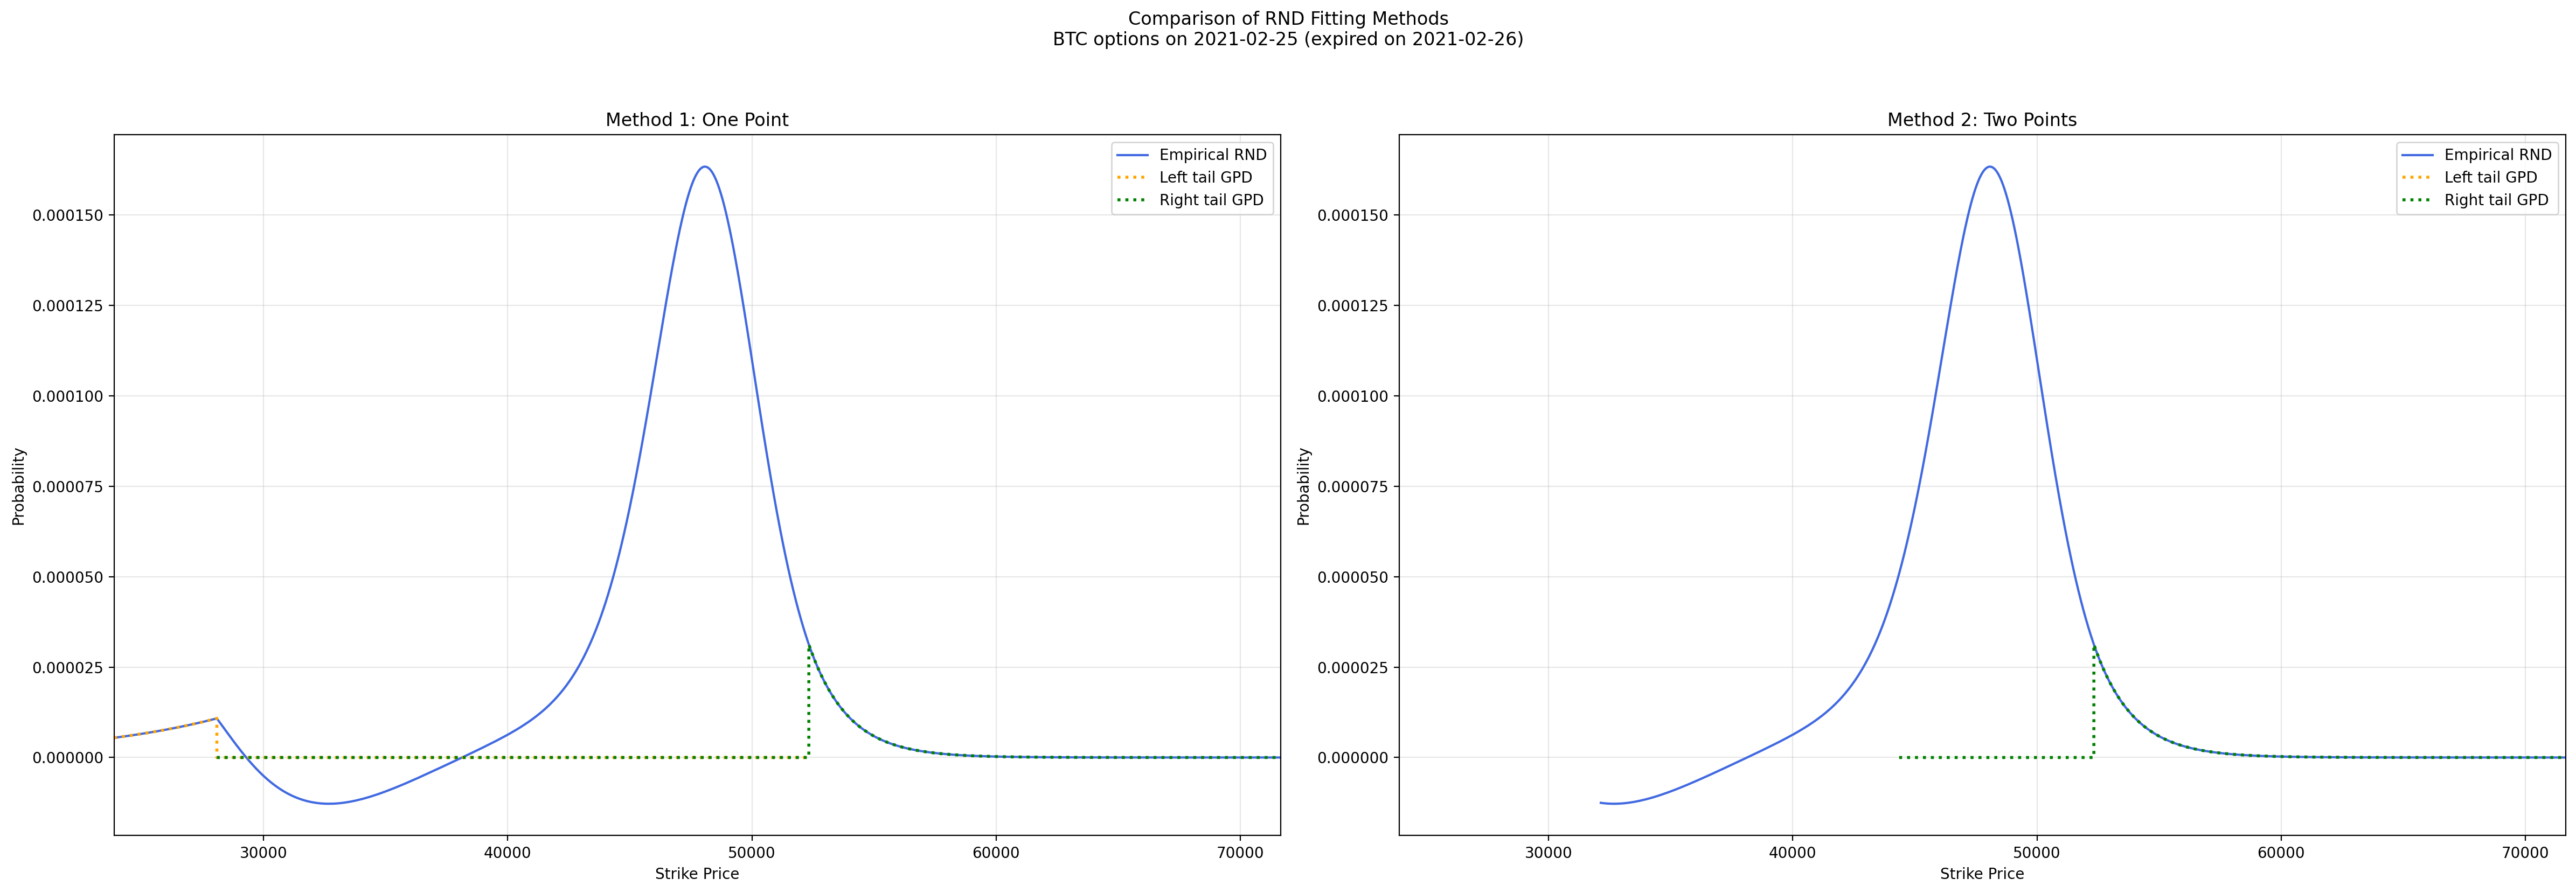 Comparison of RND Fitting Methods
BTC options on 2021-02-25 (expired on 2021-02-26)
Method 1: One Point
Empirical RND
Left tail GPD
Right tail GPD
Probability
0.000150
0.000125
0.000100
0.000075
0.000050
0.000025
0.000000
30000
40000
50000
60000
70000
Strike Price
Method 2: Two Points
Empirical RND
Left tail GPD
Right tail GPD
Probability
0.000150
0.000125
0.000100
0.000075
0.000050
0.000025
0.000000
30000
40000
50000
60000
70000
Strike Price